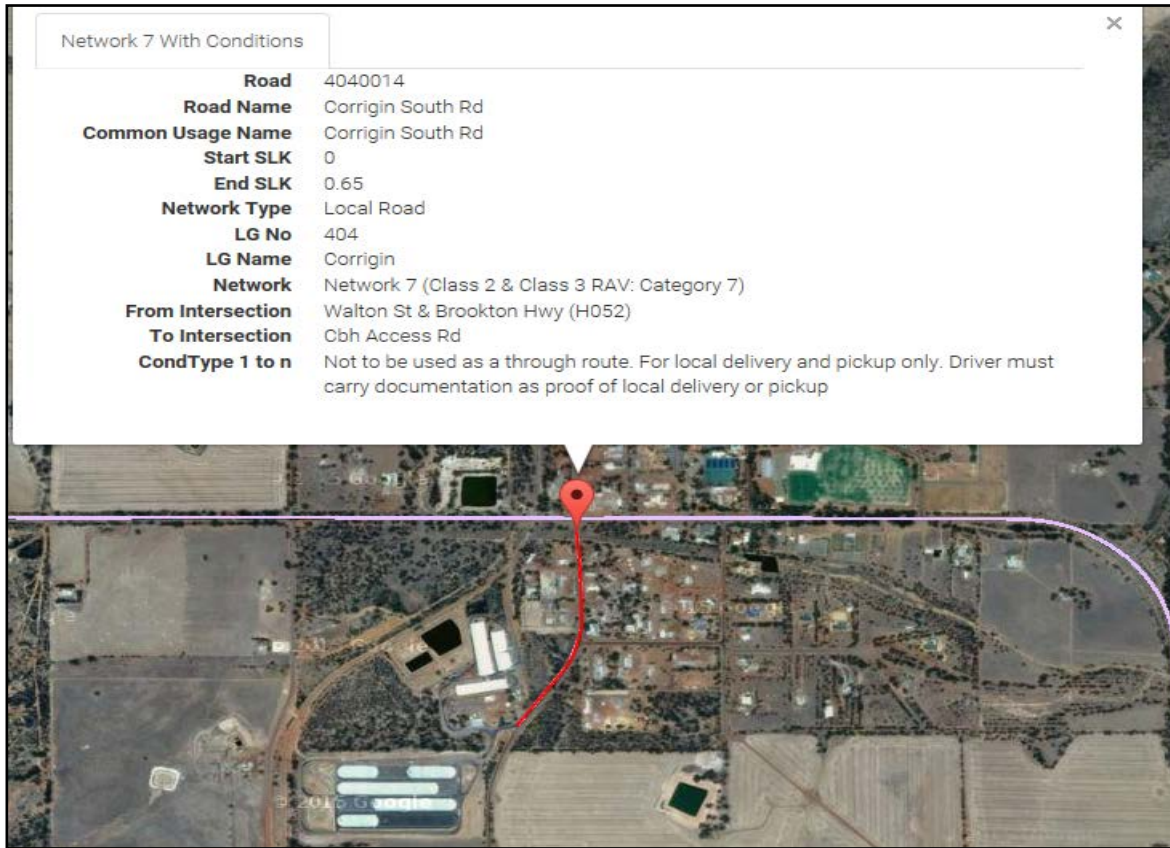 Network 7 With Conditions
×
Road 4040014
Road Name Corrigin South Rd
Common Usage Name Corrigin South Rd
Start SLK 0
End SLK 0.65
Network Type Local Road
LG No 404
LG Name Corrigin
Network Network 7 (Class 2 & Class 3 RAV: Category 7)
From Intersection Walton St & Brookton Hwy (H052)
To Intersection Cbh Access Rd
CondType 1 to n Not to be used as a through route. For local delivery and pickup only. Driver must
carry documentation as proof of local delivery or pickup
© 2015 Google